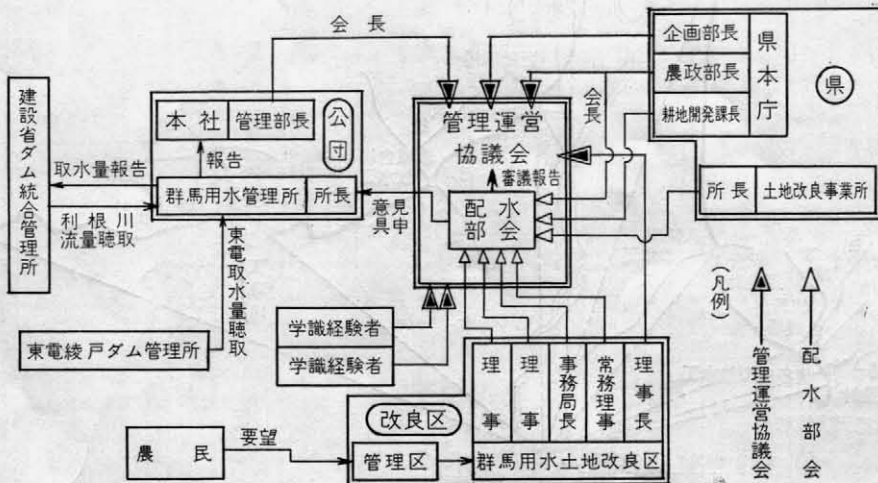 会長
企画部長
農政部長
耕地開発課長
県本庁
県
所長
土地改良事業所
会長
建設省ダム統合管理所
本社
管理部長
公団
報告
群馬用水管理所
所長
取水量報告
利根川
流量聴取
東電取水量聴取
東電綾戸ダム管理所
管理運営
協議会
審議報告
配水
部会
意見
具申
学識経験者
学識経験者
理事
理事
事務局長
常務理事
理事長
群馬用水土地改良区
改良区
管理区
農民
要望
(凡例)
管理運営協議会
配水部会